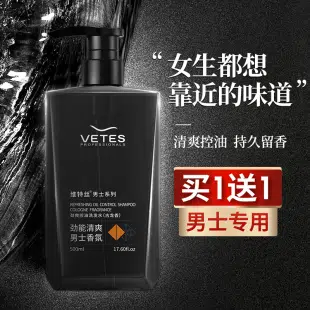 VETES
PROFESSIONALS
维特丝 男士系列
REFRESHING OIL CONTROL SHAMPOO
COLOGNE FRAGRANCE
劲能清爽
男士香氛
500ml 17.60fl.oz
“女生都想
靠近的味道”
清爽控油 持久留香
买1送1
男士专用